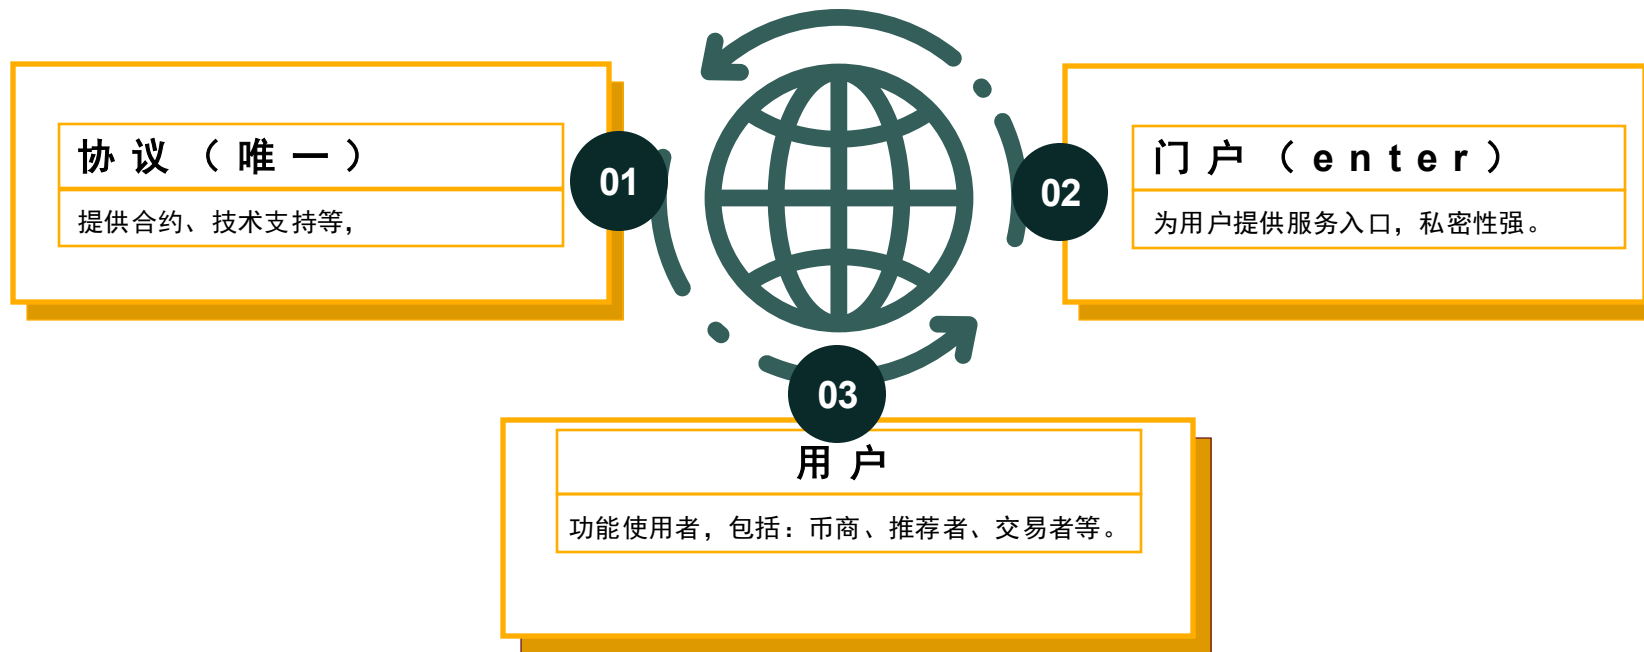 协议（唯一）
提供合约、技术支持等，
01
门户（enter）
为用户提供服务入口，私密性强。
02
03
用户
功能使用者，包括：币商、推荐者、交易者等。